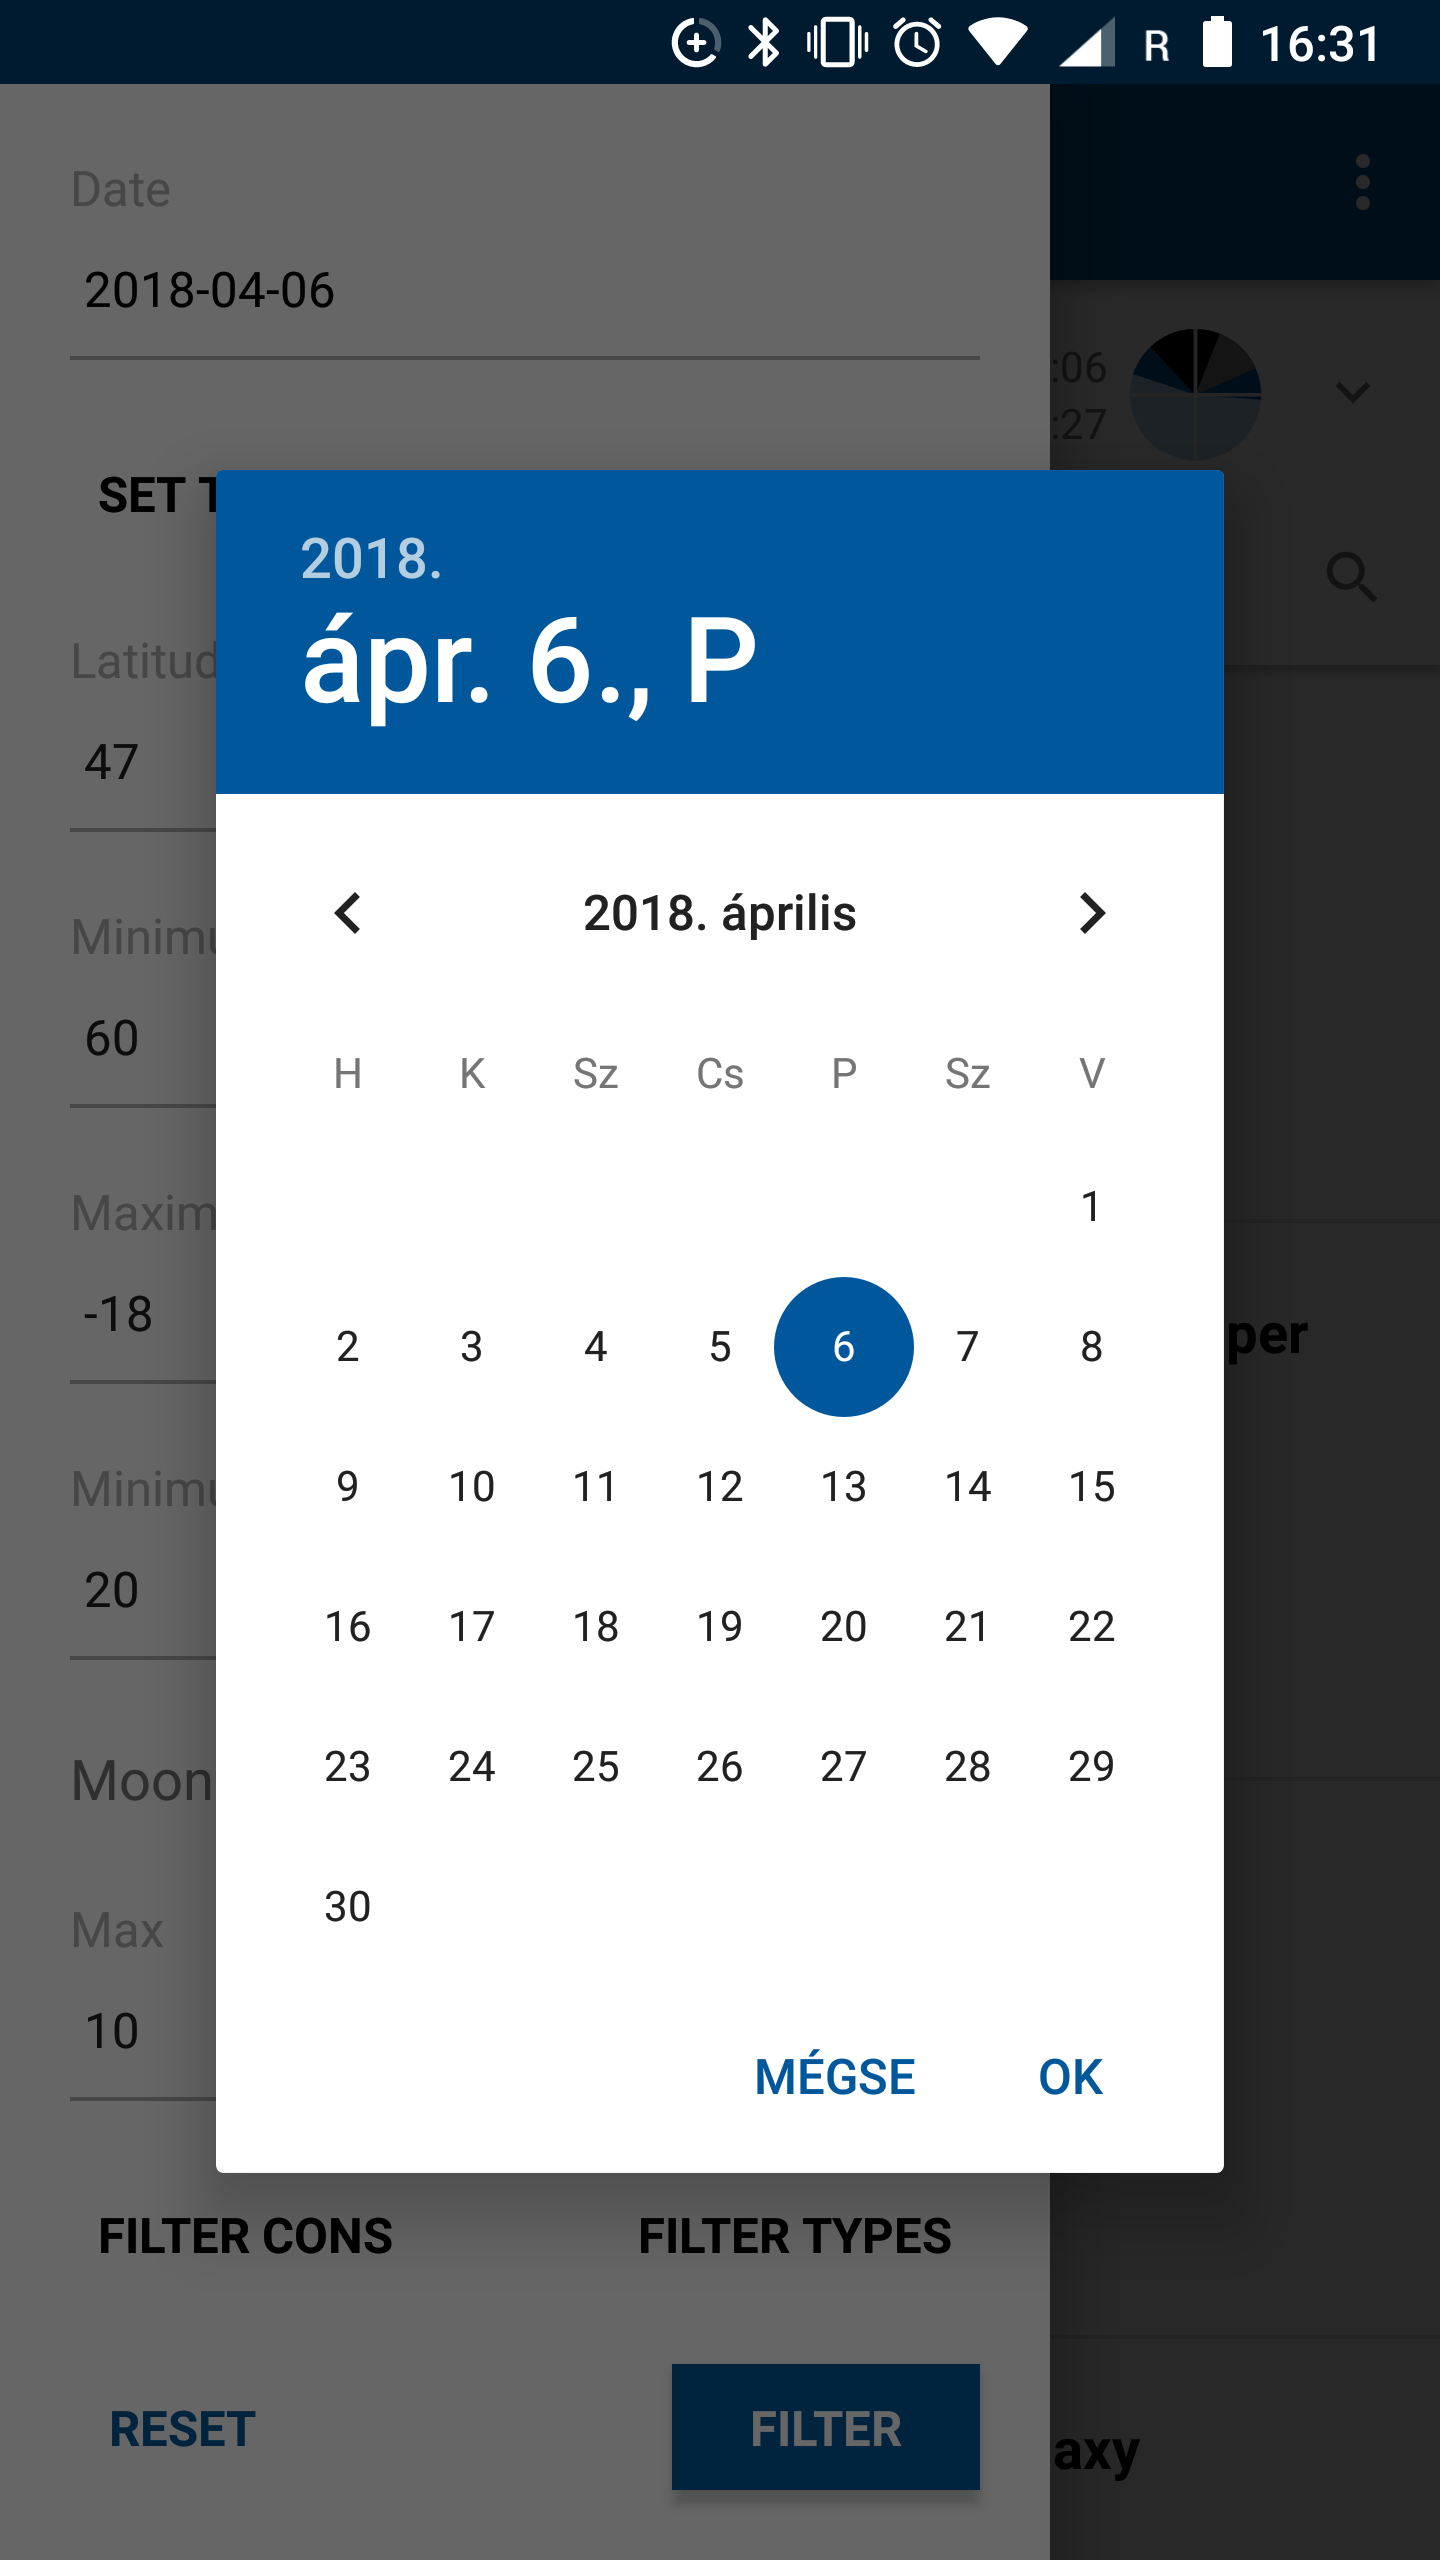 R 16:31
Date
2018-04-06
:06
:27
SET T
2018.
ápr. 6., P
Latitud
47
2018. április
Minimu
60
H K Sz Cs P Sz V
1
Maxim
-18
2 3 4 5 6 7 8
per
Minimu
9 10 11 12 13 14 15
20
16 17 18 19 20 21 22
Moon
23 24 25 26 27 28 29
Max
30
10
MÉGSE OK
FILTER CONS FILTER TYPES
RESET FILTER
axy